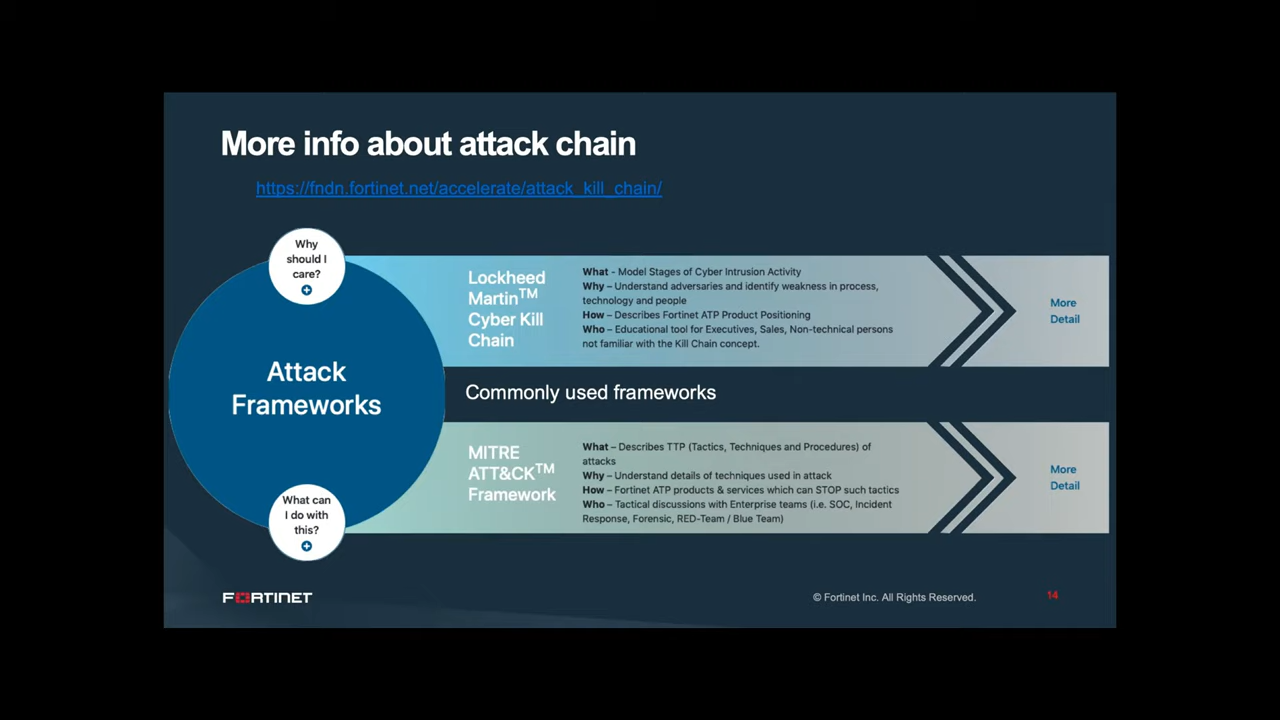 More info about attack chain
https://fndn.fortinet.net/accelerate/attack_kill_chain/
Why
should I
care?
Attack
Frameworks
What can
I do with
this?
Lockheed
Martin™
Cyber Kill
Chain
What - Model Stages of Cyber Intrusion Activity
Why – Understand adversaries and identify weakness in process,
technology and people
How – Describes Fortinet ATP Product Positioning
Who – Educational tool for Executives, Sales, Non-technical persons
not familiar with the Kill Chain concept.
More
Detail
Commonly used frameworks
MITRE
ATT&CK™
Framework
What – Describes TTP (Tactics, Techniques and Procedures) of
attacks
Why – Understand details of techniques used in attack
How – Fortinet ATP products & services which can STOP such tactics
Who – Tactical discussions with Enterprise teams (i.e. SOC, Incident
Response, Forensic, RED-Team / Blue Team)
More
Detail
FORTINET
© Fortinet Inc. All Rights Reserved.
14